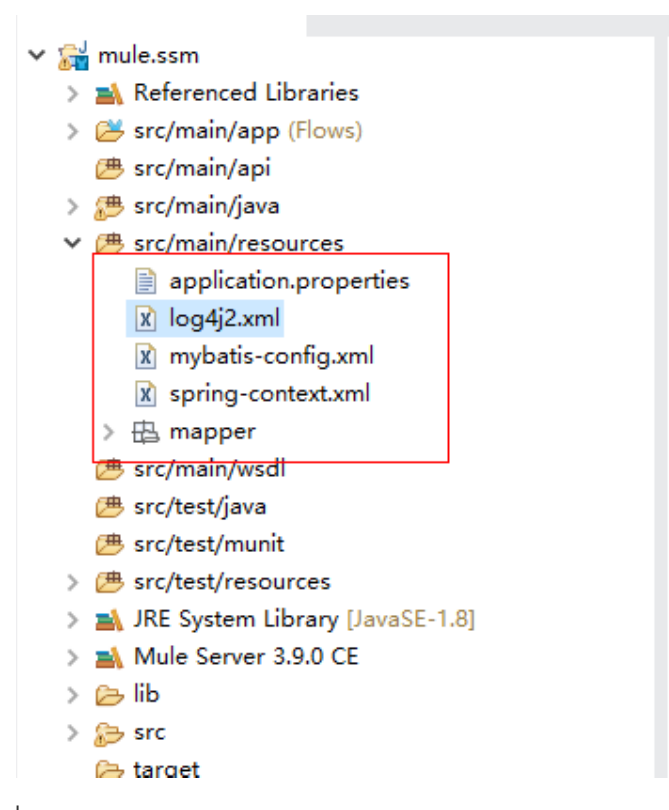 mule.ssm
Referenced Libraries
src/main/app (Flows)
src/main/api
src/main/java
src/main/resources
application.properties
log4j2.xml
mybatis-config.xml
spring-context.xml
mapper
src/main/wsdl
src/test/java
src/test/munit
src/test/resources
JRE System Library [JavaSE-1.8]
Mule Server 3.9.0 CE
lib
src
target